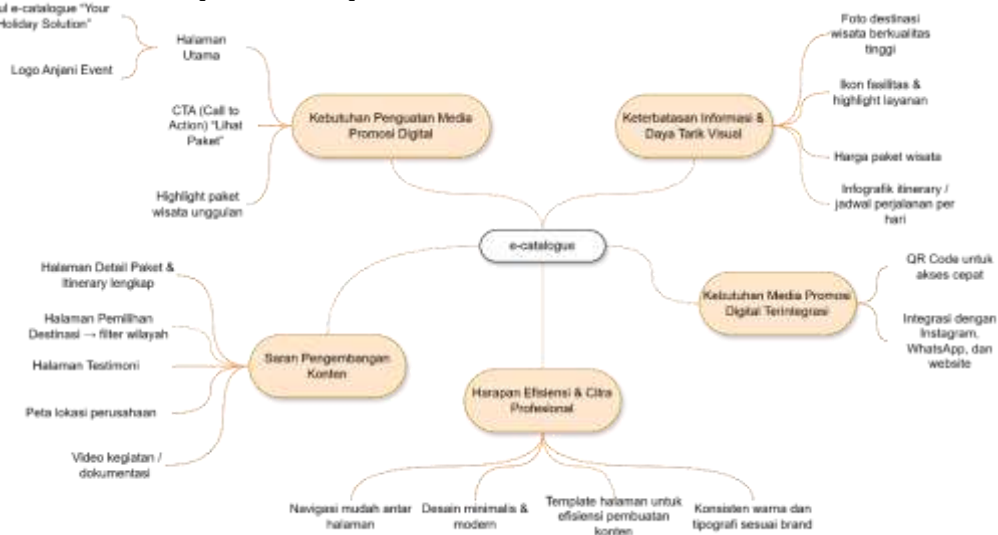 ul e-catalogue "Your
Holiday Solution"
Logo Anjani Event
Halaman
Utama
CTA (Call to
Action) "Lihat
Paket"
Highlight paket
wisata unggulan
Kebutuhan Penguatan Media
Promosi Digital
Keterbatasan Informasi &
Daya Tarik Visual
Foto destinasi
wisata berkualitas
tinggi
Ikon fasilitas &
highlight layanan
Harga paket wisata
Infografik itinerary /
jadwal perjalanan per
hari
e-catalogue
Halaman Detail Paket &
Itinerary lengkap
Halaman Pemilihan
Destinasi → filter wilayah
Halaman Testimoni
Peta lokasi perusahaan
Video kegiatan /
dokumentasi
Saran Pengembangan
Konten
Kebutuhan Media Promosi
Digital Terintegrasi
QR Code untuk
akses cepat
Integrasi dengan
Instagram,
WhatsApp, dan
website
Harapan Efisiensi & Citra
Profesional
Navigasi mudah antar
halaman
Desain minimalis &
modern
Template halaman untuk
efisiensi pembuatan
konten
Konsisten warna dan
tipografi sesuai brand